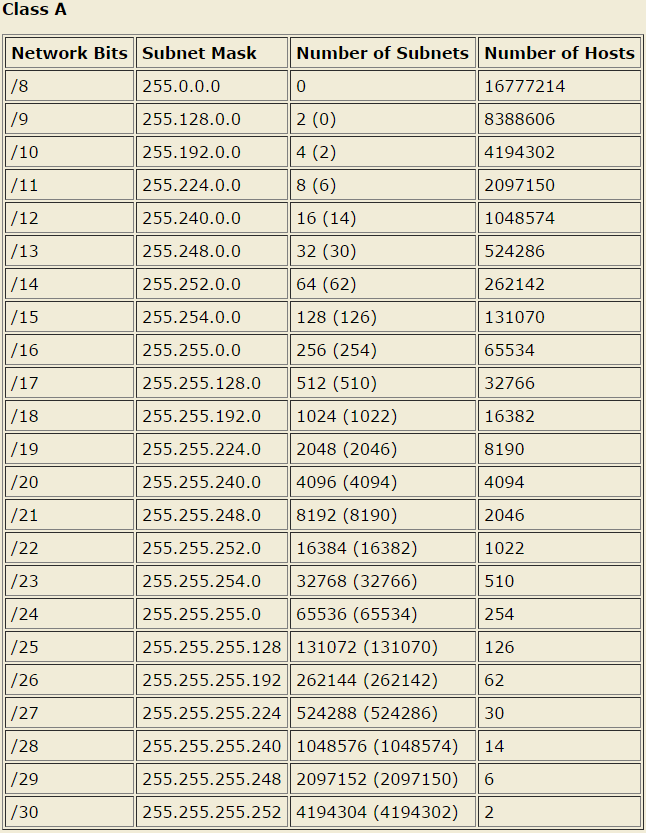 Class A
Network Bits Subnet Mask Number of Subnets Number of Hosts
/8 255.0.0.0 0 16777214
/9 255.128.0.0 2 (0) 8388606
/10 255.192.0.0 4 (2) 4194302
/11 255.224.0.0 8 (6) 2097150
/12 255.240.0.0 16 (14) 1048574
/13 255.248.0.0 32 (30) 524286
/14 255.252.0.0 64 (62) 262142
/15 255.254.0.0 128 (126) 131070
/16 255.255.0.0 256 (254) 65534
/17 255.255.128.0 512 (510) 32766
/18 255.255.192.0 1024 (1022) 16382
/19 255.255.224.0 2048 (2046) 8190
/20 255.255.240.0 4096 (4094) 4094
/21 255.255.248.0 8192 (8190) 2046
/22 255.255.252.0 16384 (16382) 1022
/23 255.255.254.0 32768 (32766) 510
/24 255.255.255.0 65536 (65534) 254
/25 255.255.255.128 131072 (131070) 126
/26 255.255.255.192 262144 (262142) 62
/27 255.255.255.224 524288 (524286) 30
/28 255.255.255.240 1048576 (1048574) 14
/29 255.255.255.248 2097152 (2097150) 6
/30 255.255.255.252 4194304 (4194302) 2